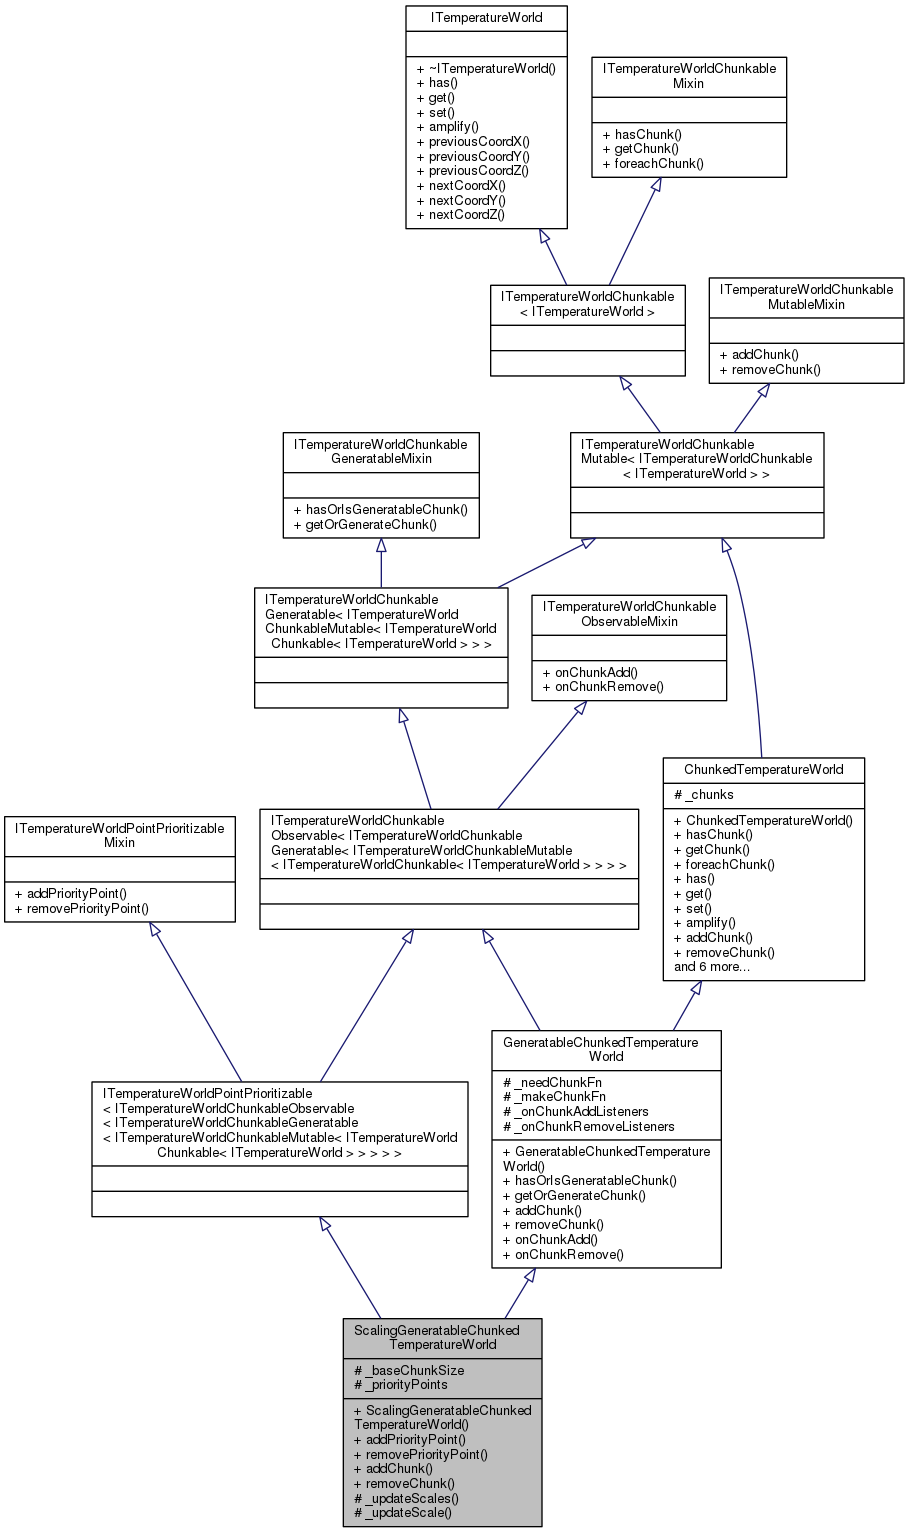 ITemperatureWorld
+ ~ITemperatureWorld()
+ has()
+ get()
+ set()
+ amplify()
+ previousCoordX()
+ previousCoordY()
+ previousCoordZ()
+ nextCoordX()
+ nextCoordY()
+ nextCoordZ()
ITemperatureWorldChunkable
Mixin
+ hasChunk()
+ getChunk()
+ foreachChunk()
ITemperatureWorldChunkable
< ITemperatureWorld >
ITemperatureWorldChunkable
MutableMixin
+ addChunk()
+ removeChunk()
ITemperatureWorldChunkable
GeneratableMixin
+ hasOrIsGeneratableChunk()
+ getOrGenerateChunk()
ITemperatureWorldChunkable
Mutable< ITemperatureWorldChunkable
< ITemperatureWorld > >
ITemperatureWorldChunkable
Generatable< ITemperatureWorld
ChunkableMutable< ITemperatureWorld
Chunkable< ITemperatureWorld > > >
ITemperatureWorldChunkable
ObservableMixin
+ onChunkAdd()
+ onChunkRemove()
ChunkedTemperatureWorld
# _chunks
+ ChunkedTemperatureWorld()
+ hasChunk()
+ getChunk()
+ foreachChunk()
+ has()
+ get()
+ set()
+ amplify()
+ addChunk()
+ removeChunk()
and 6 more...
ITemperatureWorldPointPrioritizable
Mixin
+ addPriorityPoint()
+ removePriorityPoint()
ITemperatureWorldChunkable
Observable< ITemperatureWorldChunkable
Generatable< ITemperatureWorldChunkableMutable
< ITemperatureWorldChunkable< ITemperatureWorld > > > >
ITemperatureWorldPointPrioritizable
< ITemperatureWorldChunkableObservable
< ITemperatureWorldChunkableGeneratable
< ITemperatureWorldChunkableMutable< ITemperatureWorld
Chunkable< ITemperatureWorld > > > > >
GeneratableChunkedTemperature
World
# _needChunkFn
# _makeChunkFn
# _onChunkAddListeners
# _onChunkRemoveListeners
+ GeneratableChunkedTemperature
World()
+ hasOrIsGeneratableChunk()
+ getOrGenerateChunk()
+ addChunk()
+ removeChunk()
+ onChunkAdd()
+ onChunkRemove()
ScalingGeneratableChunked
TemperatureWorld
# _baseChunkSize
# _priorityPoints
+ ScalingGeneratableChunked
TemperatureWorld()
+ addPriorityPoint()
+ removePriorityPoint()
+ addChunk()
+ removeChunk()
# _updateScales()
# _updateScale()